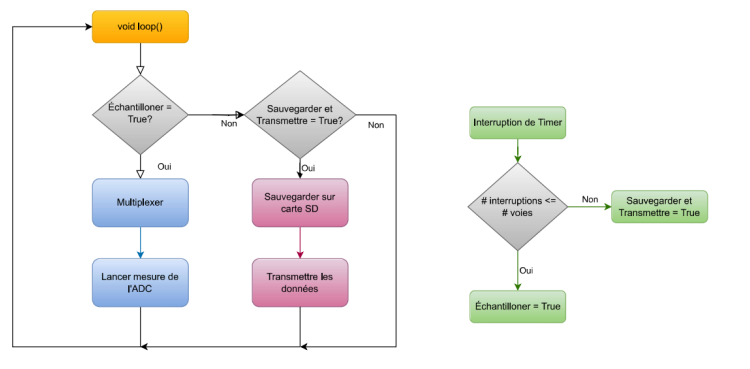 void loop()
Échantilloner =
True?
Non
Sauvegarder et
Transmettre = True?
Non
Oui
Oui
Multiplexer
Sauvegarder sur
carte SD
Lancer mesure de
l'ADC
Transmettre les
données
Interruption de Timer
# interruptions <=
# voies
Non
Sauvegarder et
Transmettre = True
Oui
Échantilloner = True